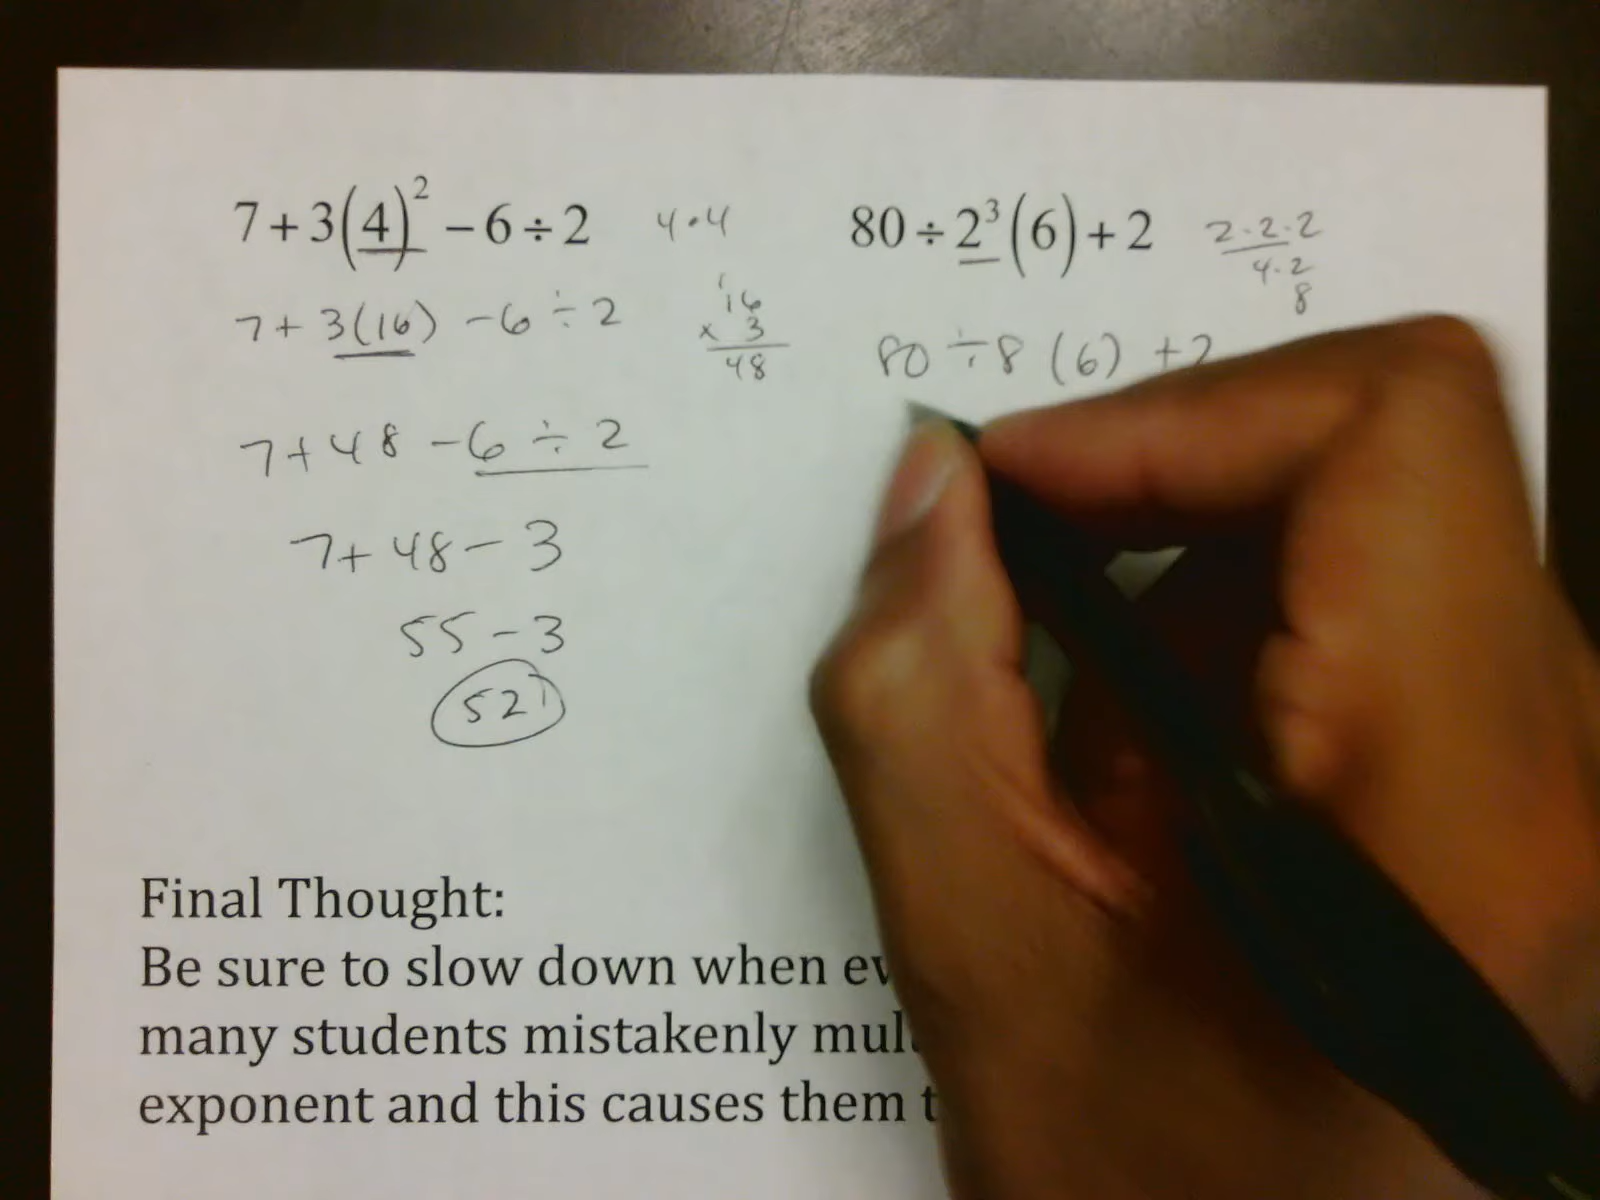 7 + 3(4)² − 6 ÷ 2
4 · 4
7 + 3(16) − 6 ÷ 2
1
16
× 3
48
7 + 48 − 6 ÷ 2
7 + 48 − 3
55 − 3
52
80 ÷ 2³(6) + 2
2 · 2 · 2
4 · 2
8
80 ÷ 8 (6) + 2
Final Thought:
Be sure to slow down when
many students mistakenly
exponent and this causes them